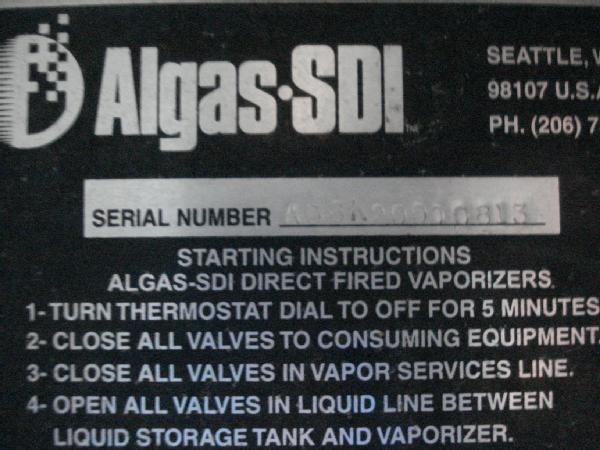 Algas·SDI
SEATTLE,
98107 U.S.A
PH. (206) 7
SERIAL NUMBER
STARTING INSTRUCTIONS
ALGAS-SDI DIRECT FIRED VAPORIZERS.
1- TURN THERMOSTAT DIAL TO OFF FOR 5 MINUTES
2- CLOSE ALL VALVES TO CONSUMING EQUIPMENT.
3- CLOSE ALL VALVES IN VAPOR SERVICES LINE.
4- OPEN ALL VALVES IN LIQUID LINE BETWEEN
LIQUID STORAGE TANK AND VAPORIZER.